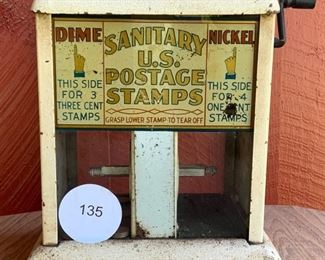 DIME
THIS SIDE
FOR 3
THREE CENT
STAMPS
SANITARY
U.S.
POSTAGE
STAMPS
GRASP LOWER STAMP TO TEAR OFF
NICKEL
THIS SIDE
FOR 4
ONE CENT
STAMPS
135